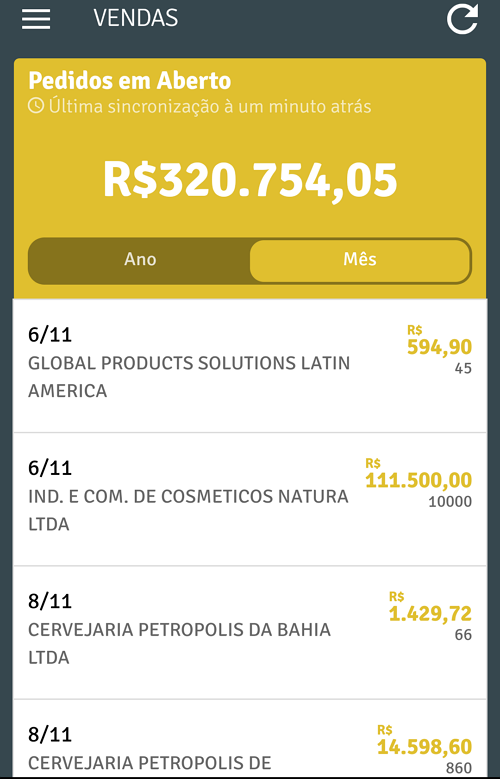 VENDAS
Pedidos em Aberto
Última sincronização à um minuto atrás
R$320.754,05
Ano
Mês
6/11
R$
594,90
GLOBAL PRODUCTS SOLUTIONS LATIN
45
AMERICA
6/11
R$
111.500,00
IND. E COM. DE COSMETICOS NATURA
10000
LTDA
8/11
R$
1.429,72
CERVEJARIA PETROPOLIS DA BAHIA
66
LTDA
8/11
R$
14.598,60
CERVEJARIA PETROPOLIS DE
860